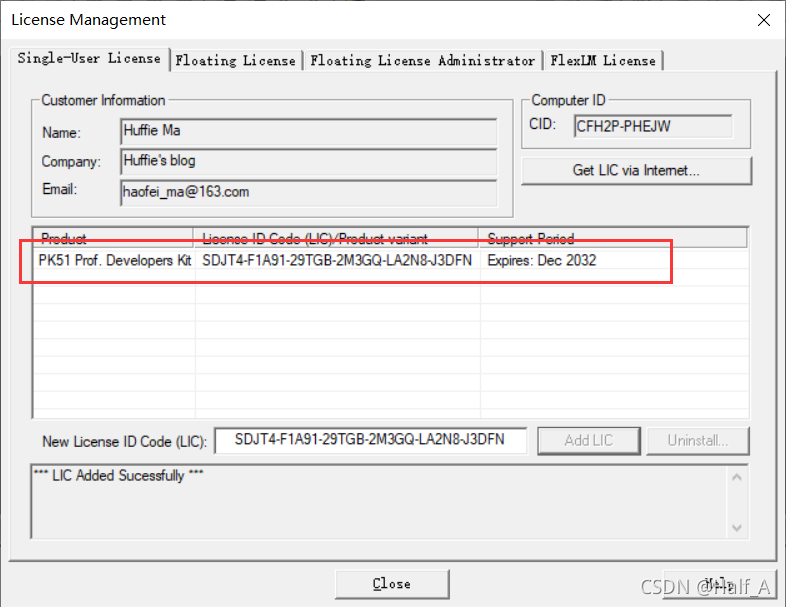 License Management
Single-User License Floating License Floating License Administrator FlexLM License
Customer Information
Name: Huffie Ma
Company: Huffie's blog
Email: haofei_ma@163.com
Computer ID
CID: CFH2P-PHEJW
Get LIC via Internet...
Product License ID Code (LIC)/Product variant Support Period
PK51 Prof. Developers Kit SDJT4-F1A91-29TGB-2M3GQ-LA2N8-J3DFN Expires: Dec 2032
New License ID Code (LIC): SDJT4-F1A91-29TGB-2M3GQ-LA2N8-J3DFN Add LIC Uninstall...
*** LIC Added Sucessfully ***
Close Help
CSDN @Half_A